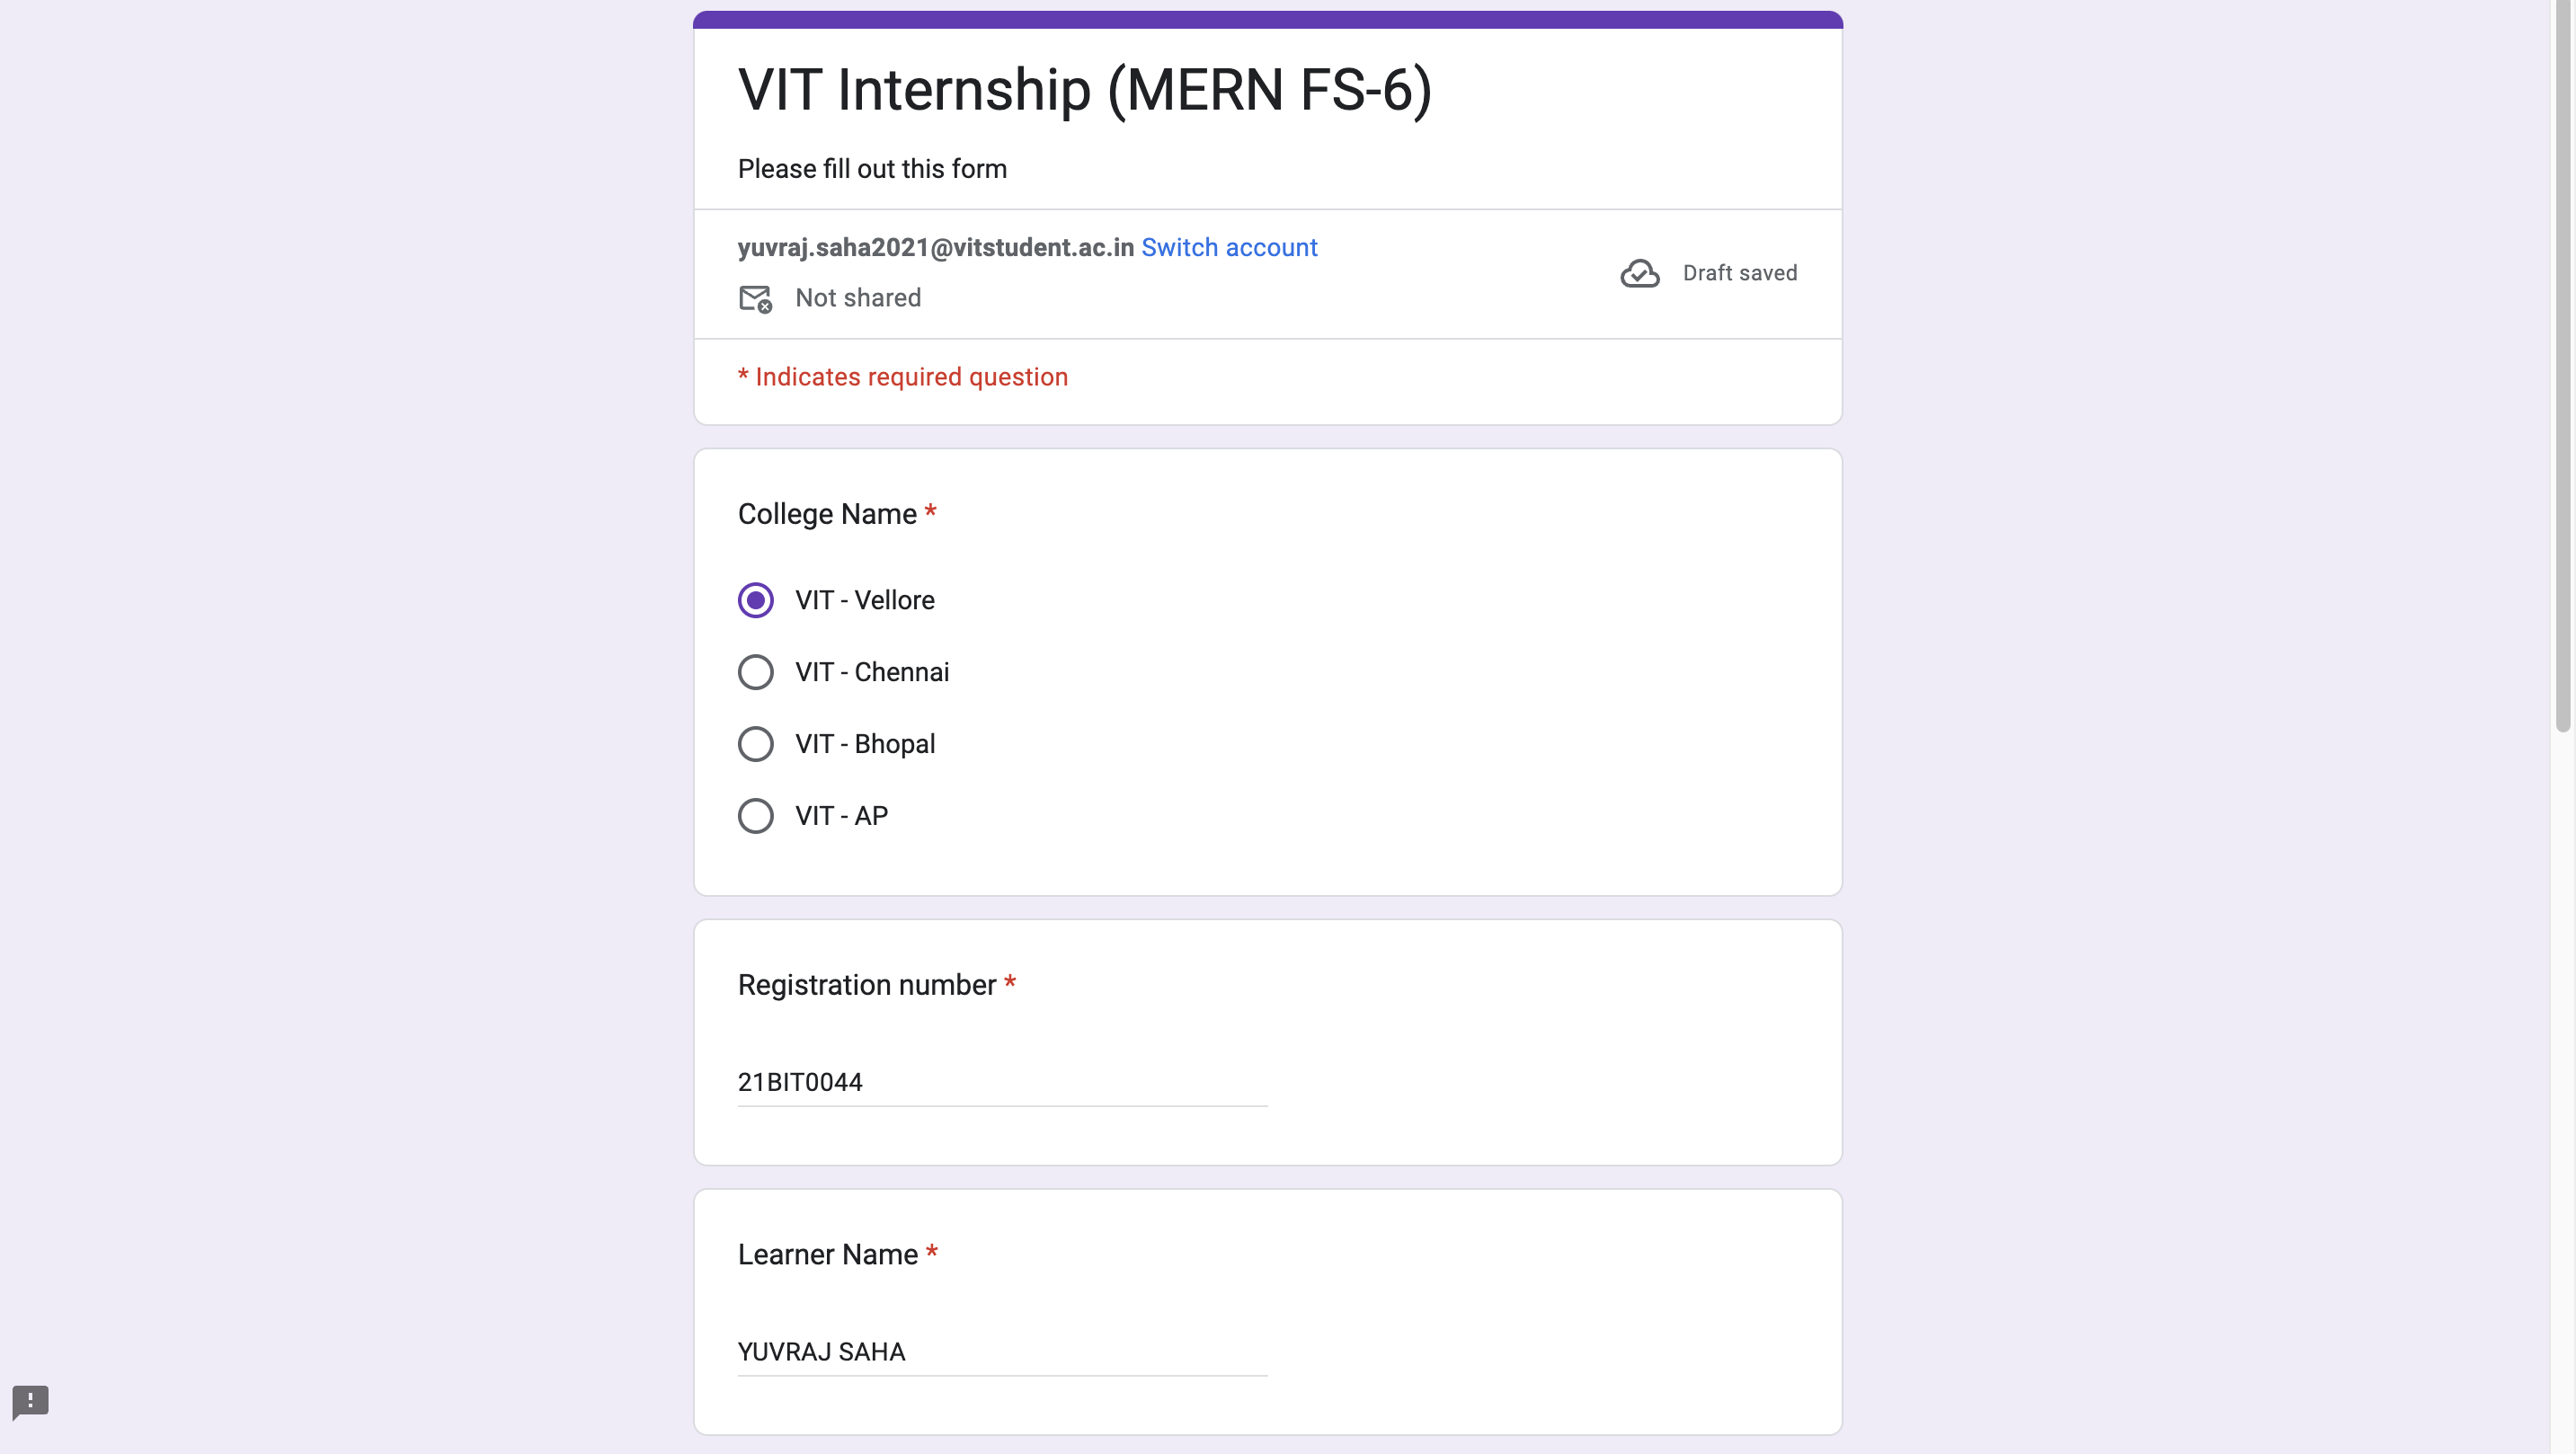 VIT Internship (MERN FS-6)
Please fill out this form
yuvraj.saha2021@vitstudent.ac.in Switch account
Not shared
Draft saved
* Indicates required question
College Name *
VIT - Vellore
VIT - Chennai
VIT - Bhopal
VIT - AP
Registration number *
21BIT0044
Learner Name *
YUVRAJ SAHA